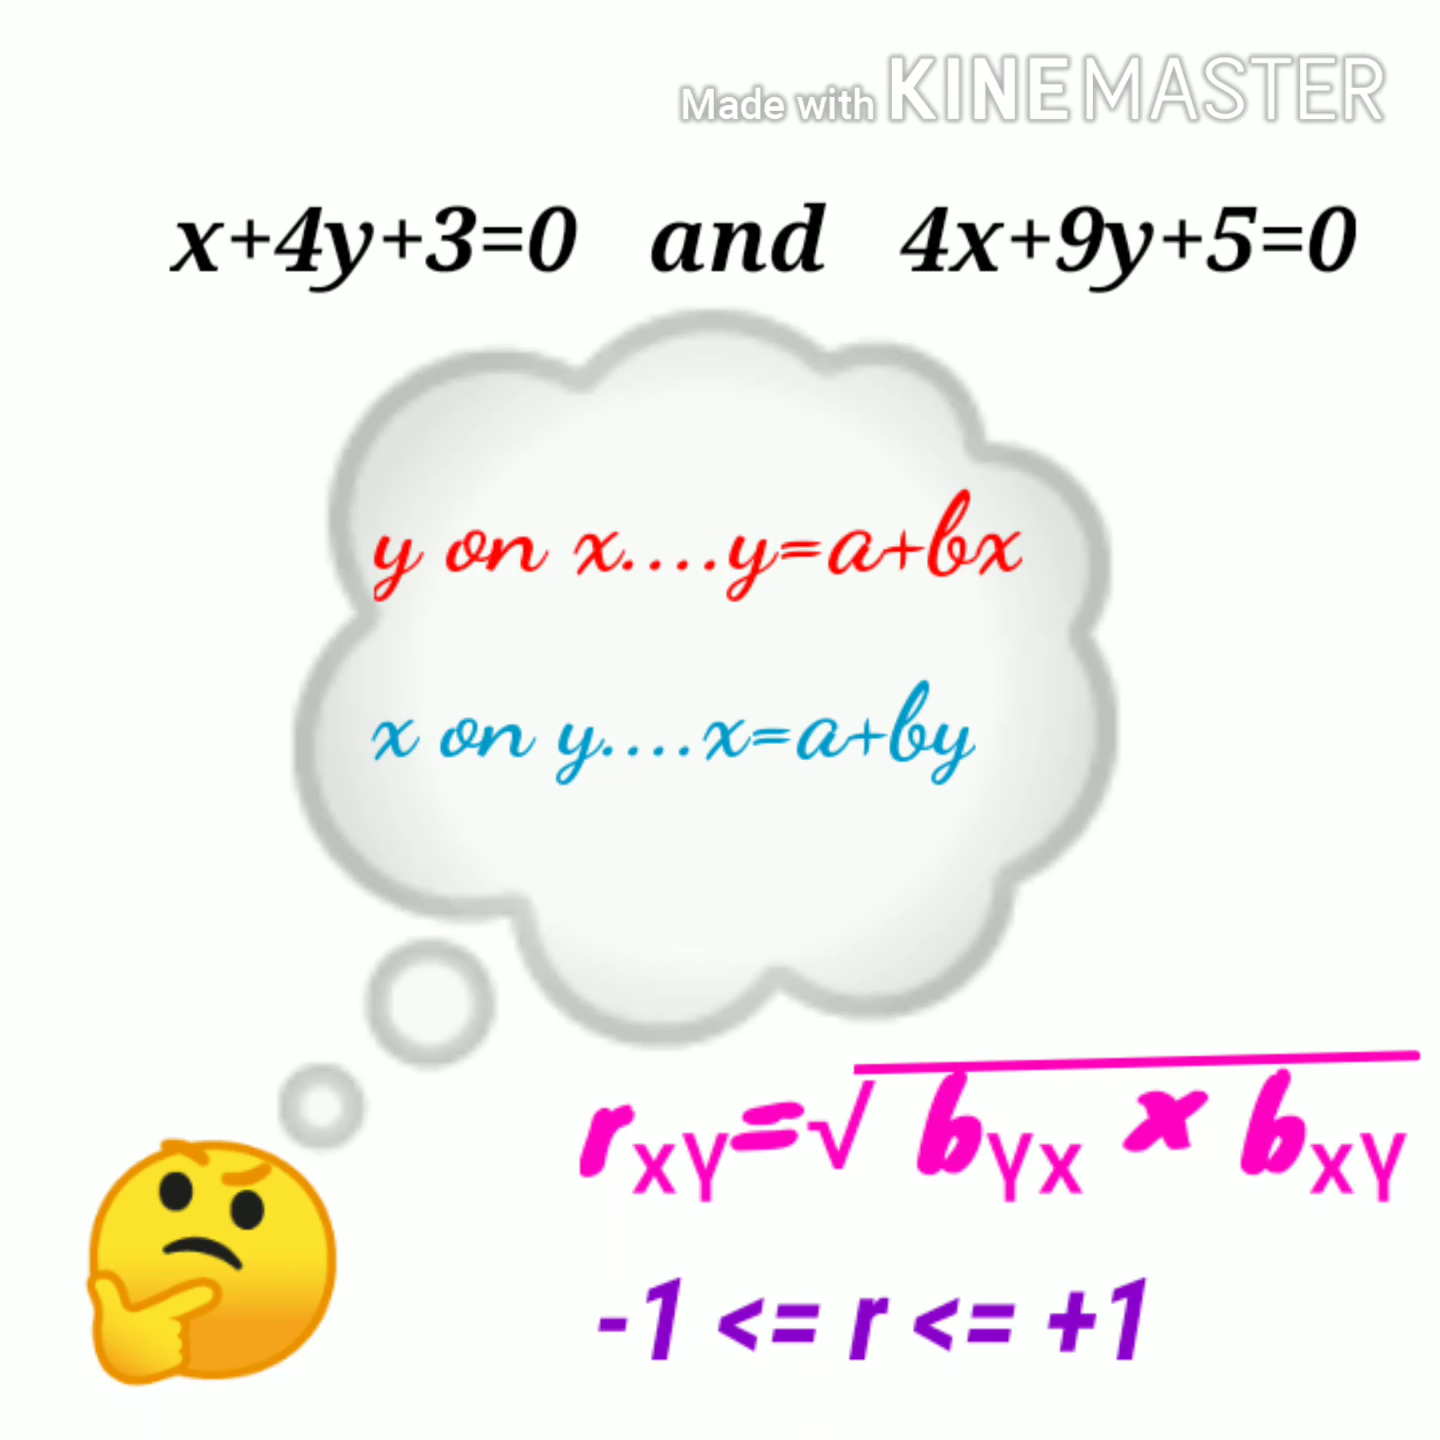 Made with KINEMASTER
x+4y+3=0 and 4x+9y+5=0
y on x....y=a+bx
x on y....x=a+by
rxy=√ byx × bxy
-1 <= r <= +1